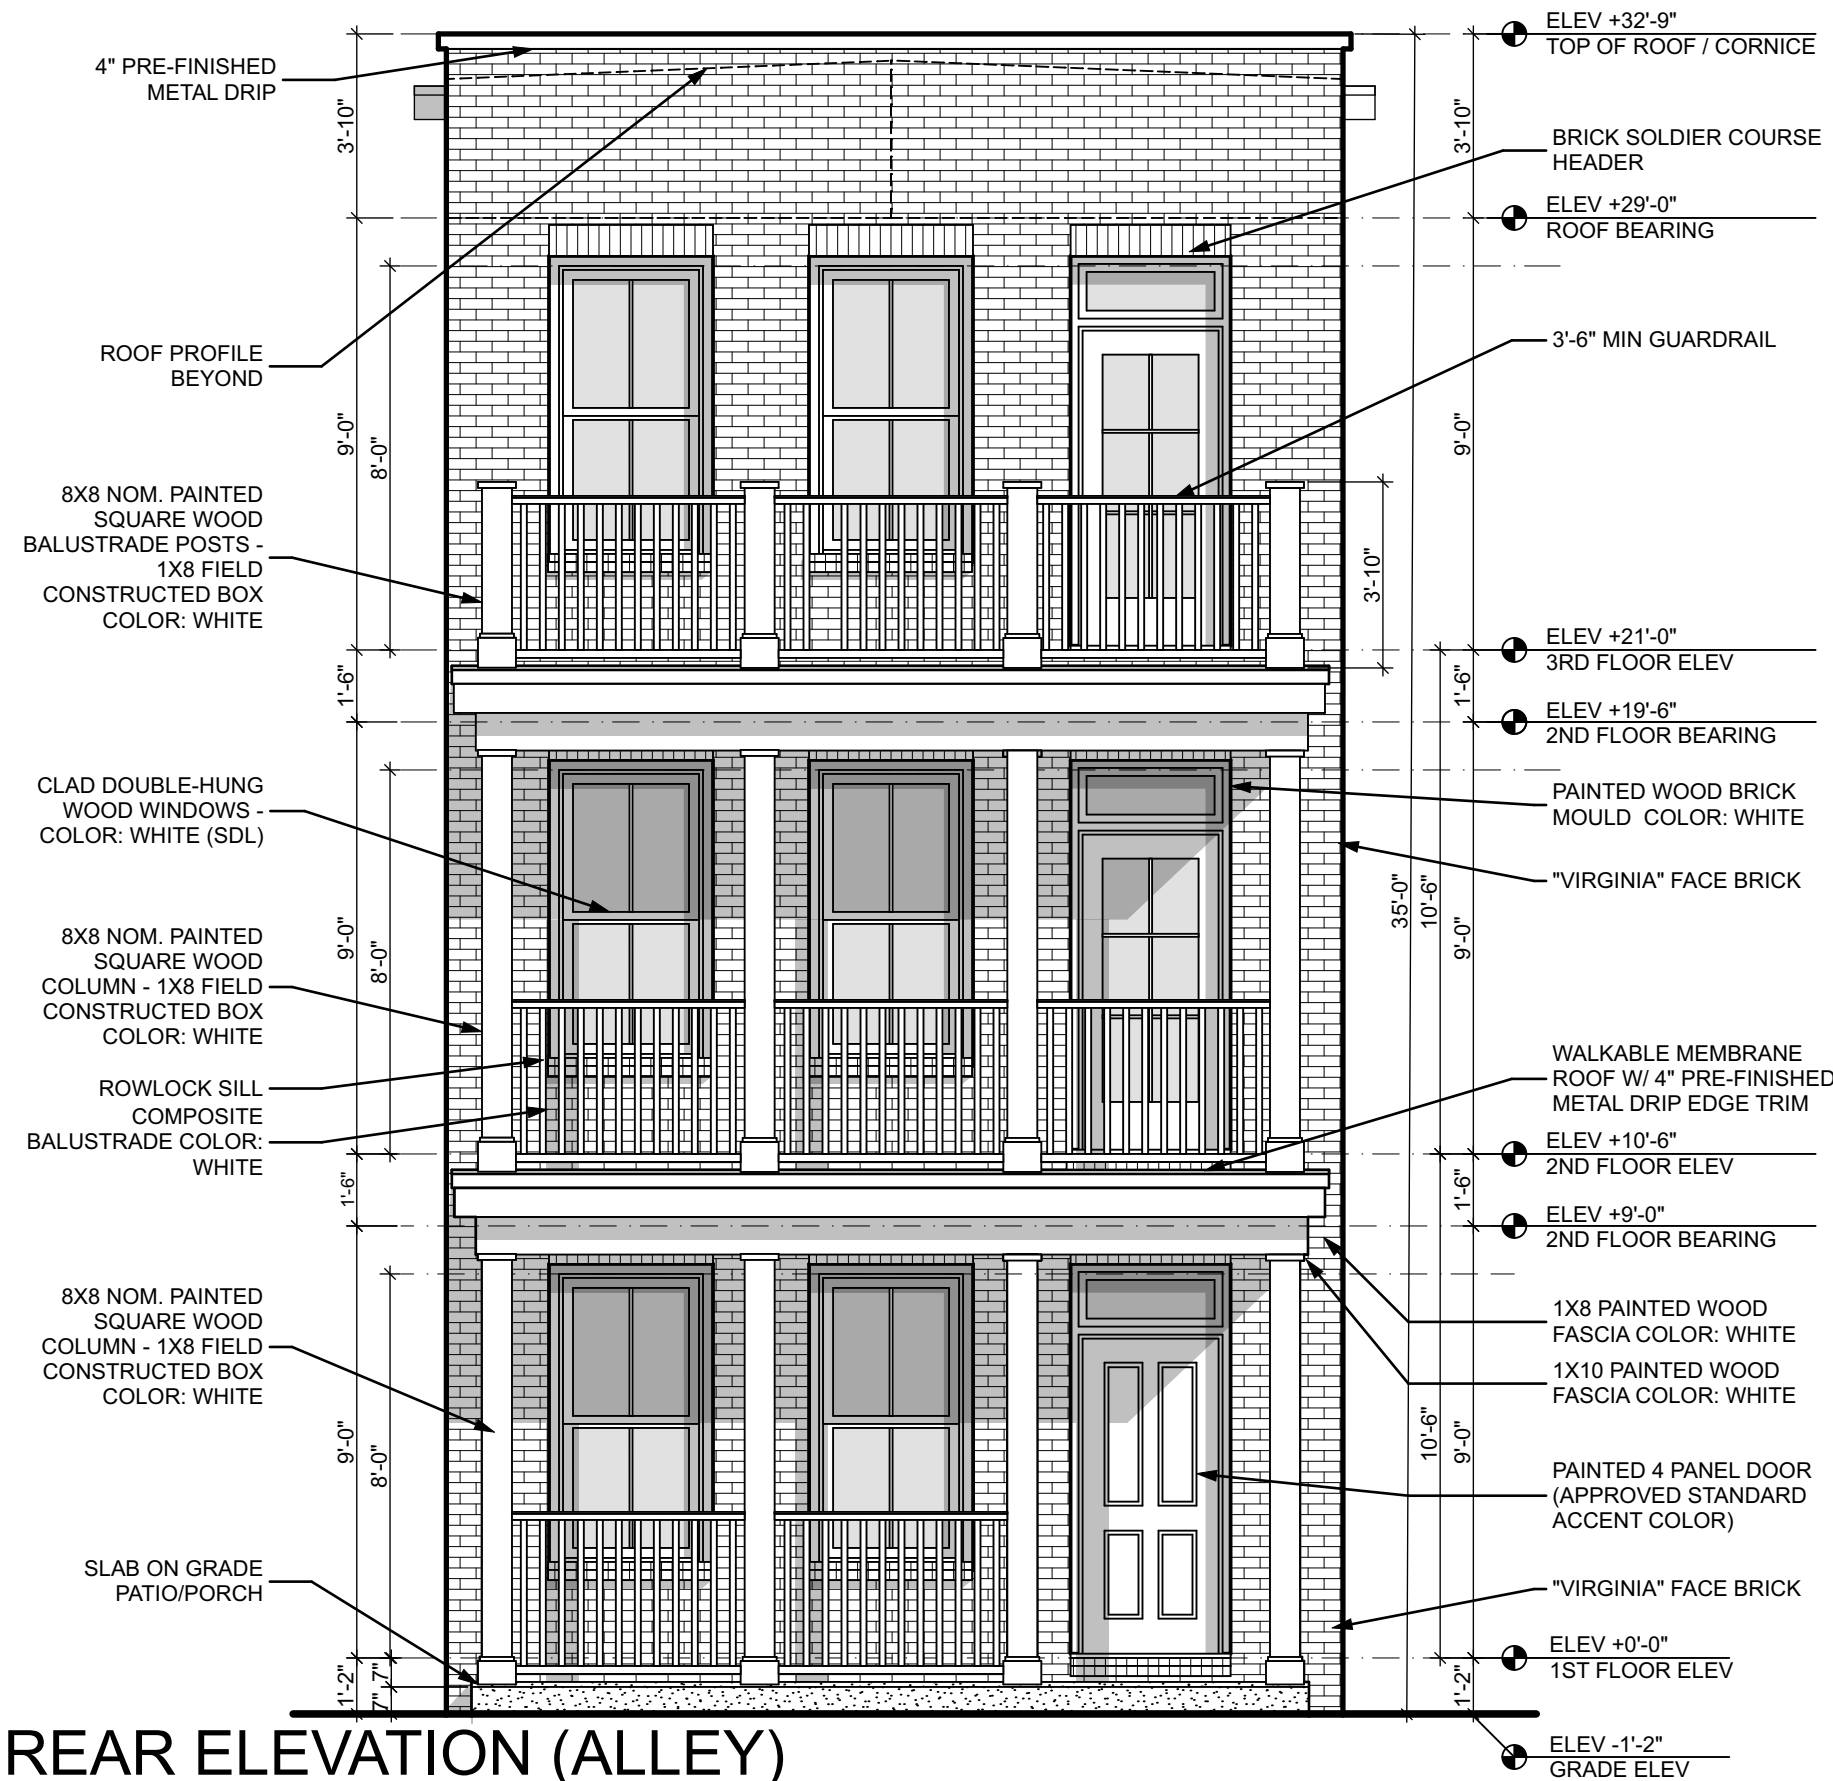 4" PRE-FINISHED
METAL DRIP
ROOF PROFILE
BEYOND
8X8 NOM. PAINTED
SQUARE WOOD
BALUSTRADE POSTS -
1X8 FIELD
CONSTRUCTED BOX
COLOR: WHITE
CLAD DOUBLE-HUNG
WOOD WINDOWS -
COLOR: WHITE (SDL)
8X8 NOM. PAINTED
SQUARE WOOD
COLUMN - 1X8 FIELD
CONSTRUCTED BOX
COLOR: WHITE
ROWLOCK SILL
COMPOSITE
BALUSTRADE COLOR:
WHITE
8X8 NOM. PAINTED
SQUARE WOOD
COLUMN - 1X8 FIELD
CONSTRUCTED BOX
COLOR: WHITE
SLAB ON GRADE
PATIO/PORCH
3'-10"
9'-0"
8'-0"
1'-6"
9'-0"
8'-0"
1'-6"
9'-0"
8'-0"
1'-2"
7"
7"
3'-10"
9'-0"
3'-10"
1'-6"
35'-0"
10'-6"
9'-0"
1'-6"
10'-6"
9'-0"
1'-2"
ELEV +32'-9"
TOP OF ROOF / CORNICE
BRICK SOLDIER COURSE
HEADER
ELEV +29'-0"
ROOF BEARING
3'-6" MIN GUARDRAIL
ELEV +21'-0"
3RD FLOOR ELEV
ELEV +19'-6"
2ND FLOOR BEARING
PAINTED WOOD BRICK
MOULD COLOR: WHITE
"VIRGINIA" FACE BRICK
WALKABLE MEMBRANE
ROOF W/ 4" PRE-FINISHED
METAL DRIP EDGE TRIM
ELEV +10'-6"
2ND FLOOR ELEV
ELEV +9'-0"
2ND FLOOR BEARING
1X8 PAINTED WOOD
FASCIA COLOR: WHITE
1X10 PAINTED WOOD
FASCIA COLOR: WHITE
PAINTED 4 PANEL DOOR
(APPROVED STANDARD
ACCENT COLOR)
"VIRGINIA" FACE BRICK
ELEV +0'-0"
1ST FLOOR ELEV
ELEV -1'-2"
GRADE ELEV
REAR ELEVATION (ALLEY)